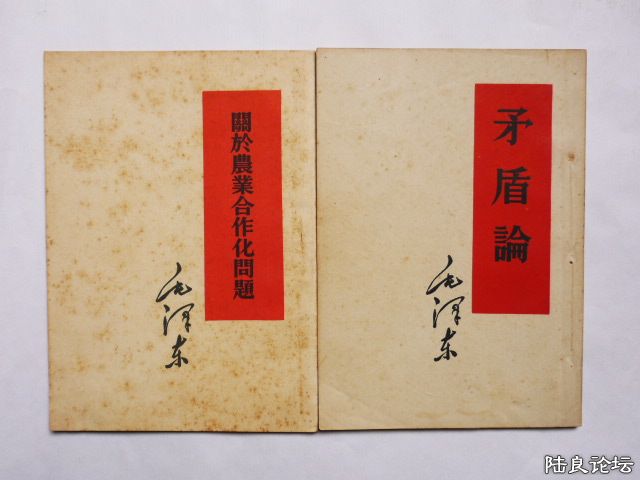 關於農業合作化問題
毛泽东
矛盾論
毛泽东
陆良论坛